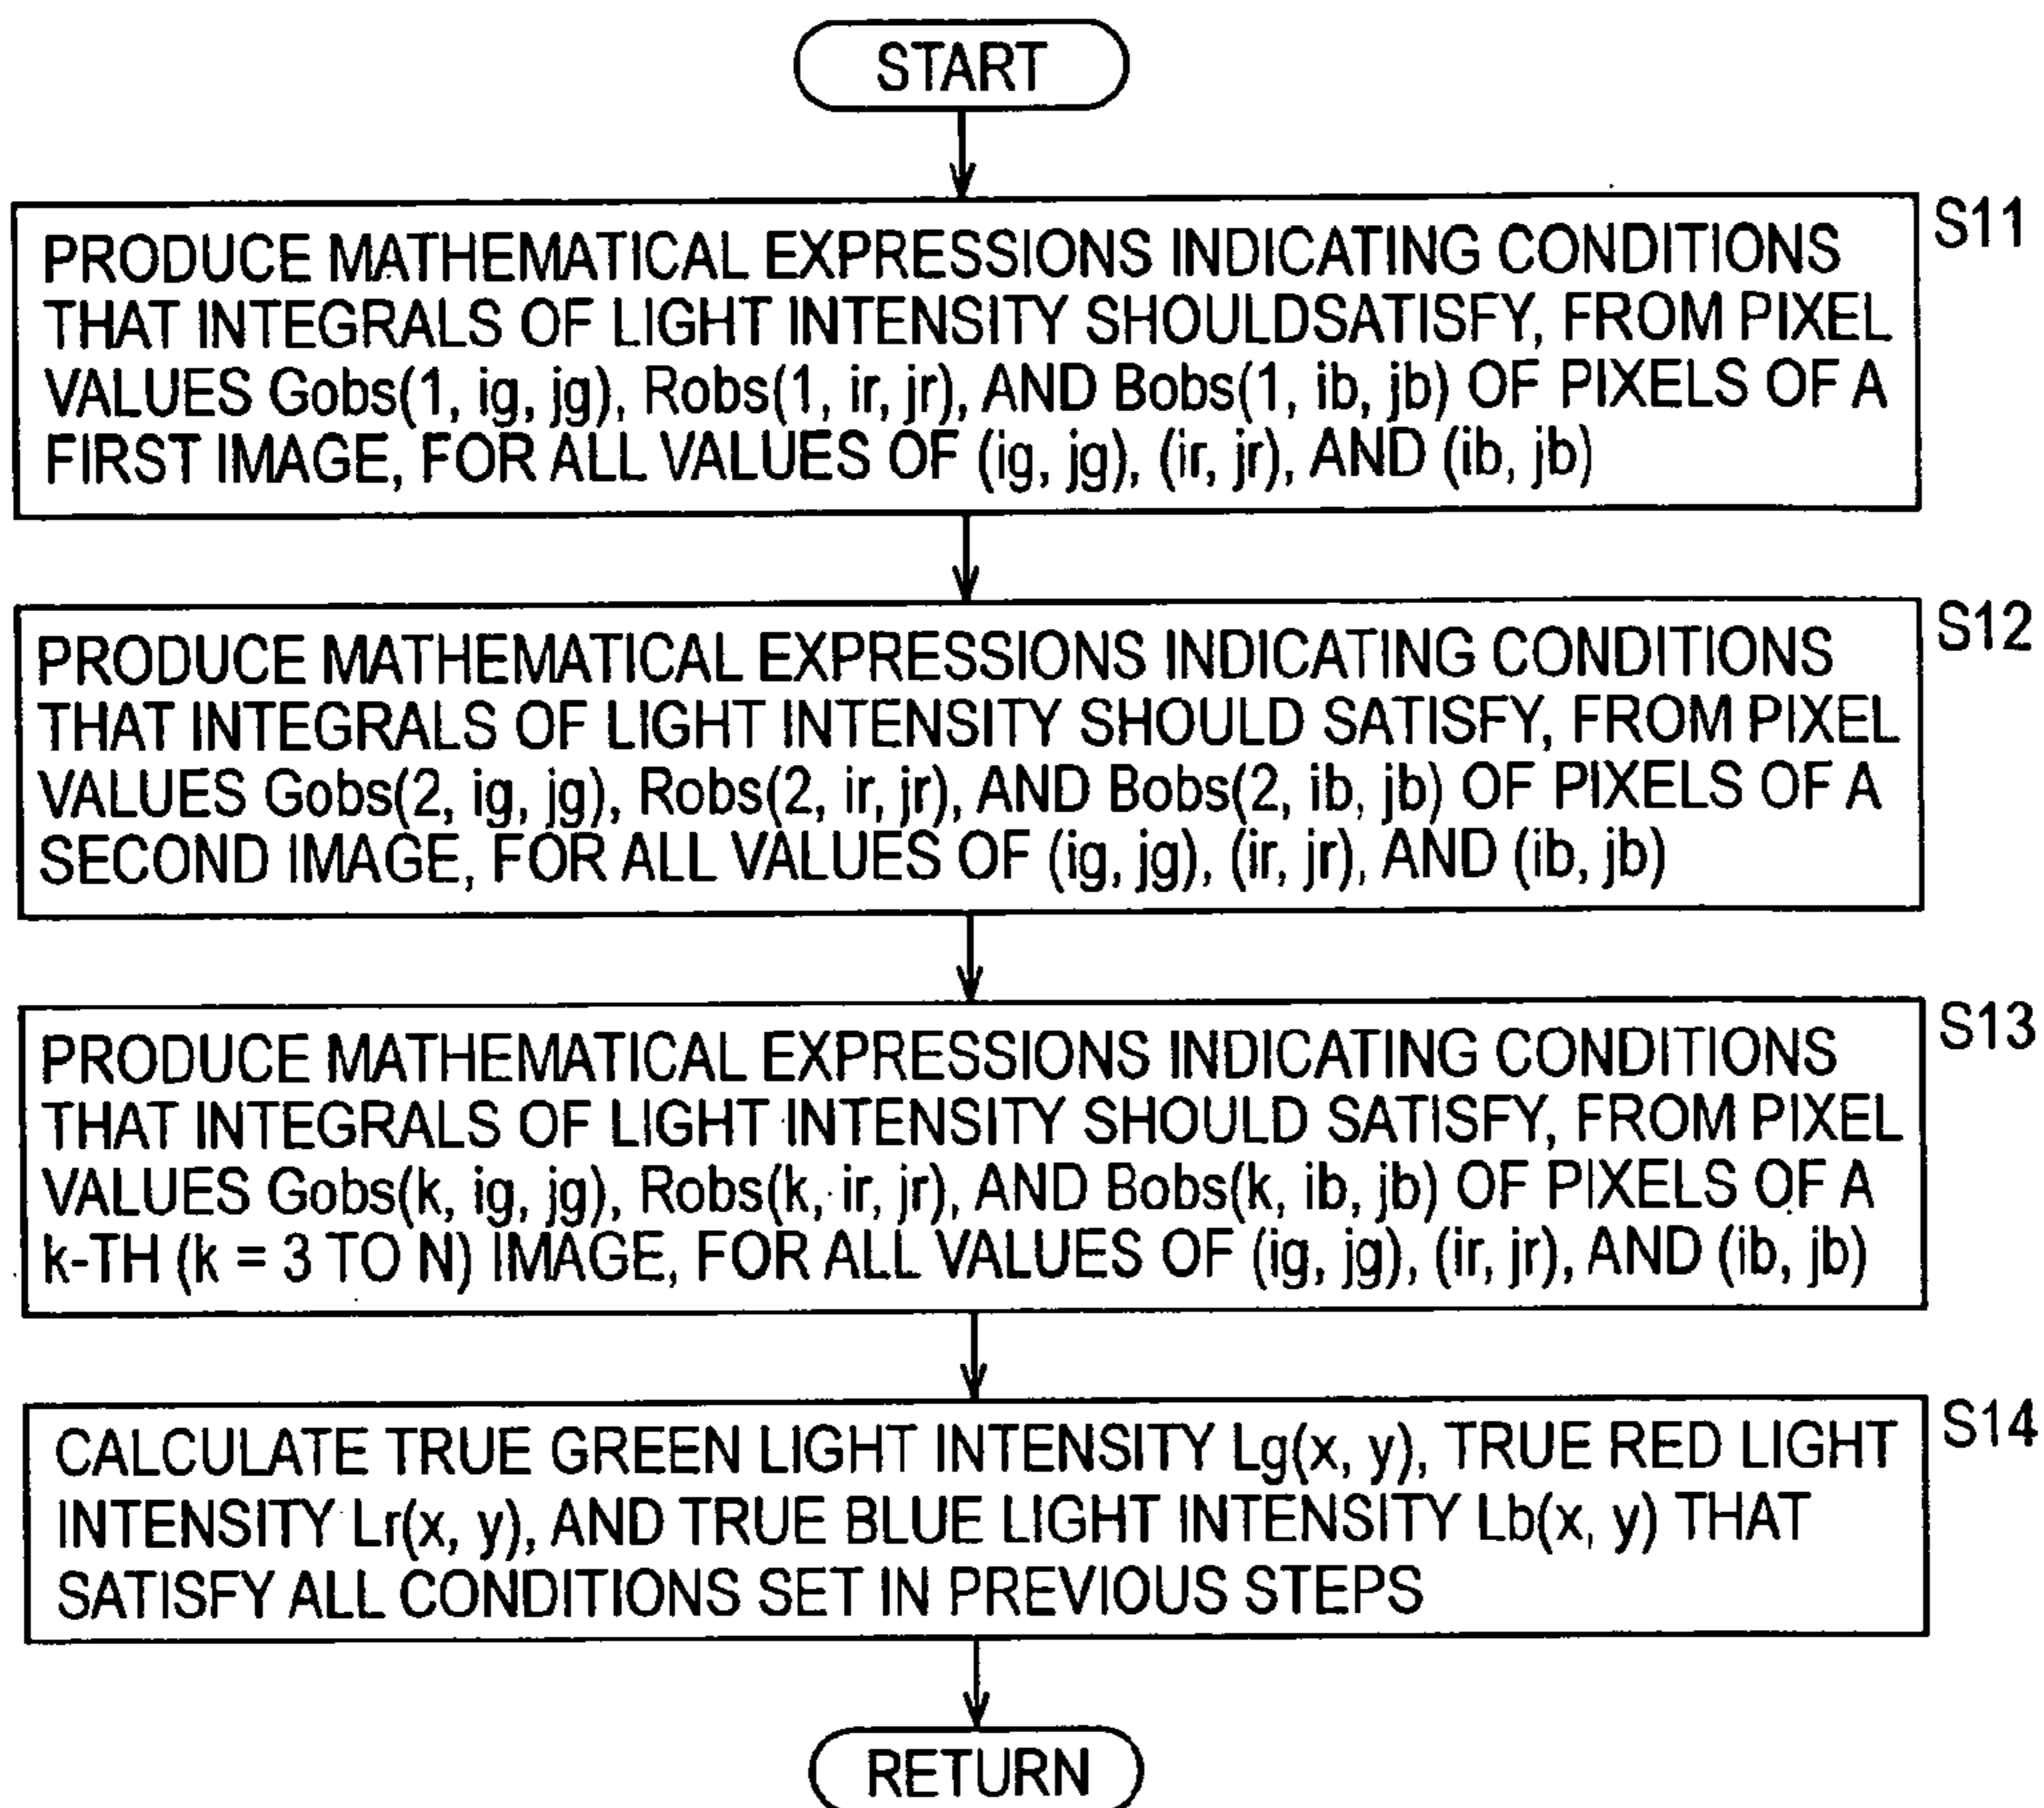 START
S11
PRODUCE MATHEMATICAL EXPRESSIONS INDICATING CONDITIONS
THAT INTEGRALS OF LIGHT INTENSITY SHOULDSATISFY, FROM PIXEL
VALUES Gobs(1, ig, jg), Robs(1, ir, jr), AND Bobs(1, ib, jb) OF PIXELS OF A
FIRST IMAGE, FOR ALL VALUES OF (ig, jg), (ir, jr), AND (ib, jb)
S12
PRODUCE MATHEMATICAL EXPRESSIONS INDICATING CONDITIONS
THAT INTEGRALS OF LIGHT INTENSITY SHOULD SATISFY, FROM PIXEL
VALUES Gobs(2, ig, jg), Robs(2, ir, jr), AND Bobs(2, ib, jb) OF PIXELS OF A
SECOND IMAGE, FOR ALL VALUES OF (ig, jg), (ir, jr), AND (ib, jb)
S13
PRODUCE MATHEMATICAL EXPRESSIONS INDICATING CONDITIONS
THAT INTEGRALS OF LIGHT INTENSITY SHOULD SATISFY, FROM PIXEL
VALUES Gobs(k, ig, jg), Robs(k, ir, jr), AND Bobs(k, ib, jb) OF PIXELS OF A
k-TH (k = 3 TO N) IMAGE, FOR ALL VALUES OF (ig, jg), (ir, jr), AND (ib, jb)
S14
CALCULATE TRUE GREEN LIGHT INTENSITY Lg(x, y), TRUE RED LIGHT
INTENSITY Lr(x, y), AND TRUE BLUE LIGHT INTENSITY Lb(x, y) THAT
SATISFY ALL CONDITIONS SET IN PREVIOUS STEPS
RETURN